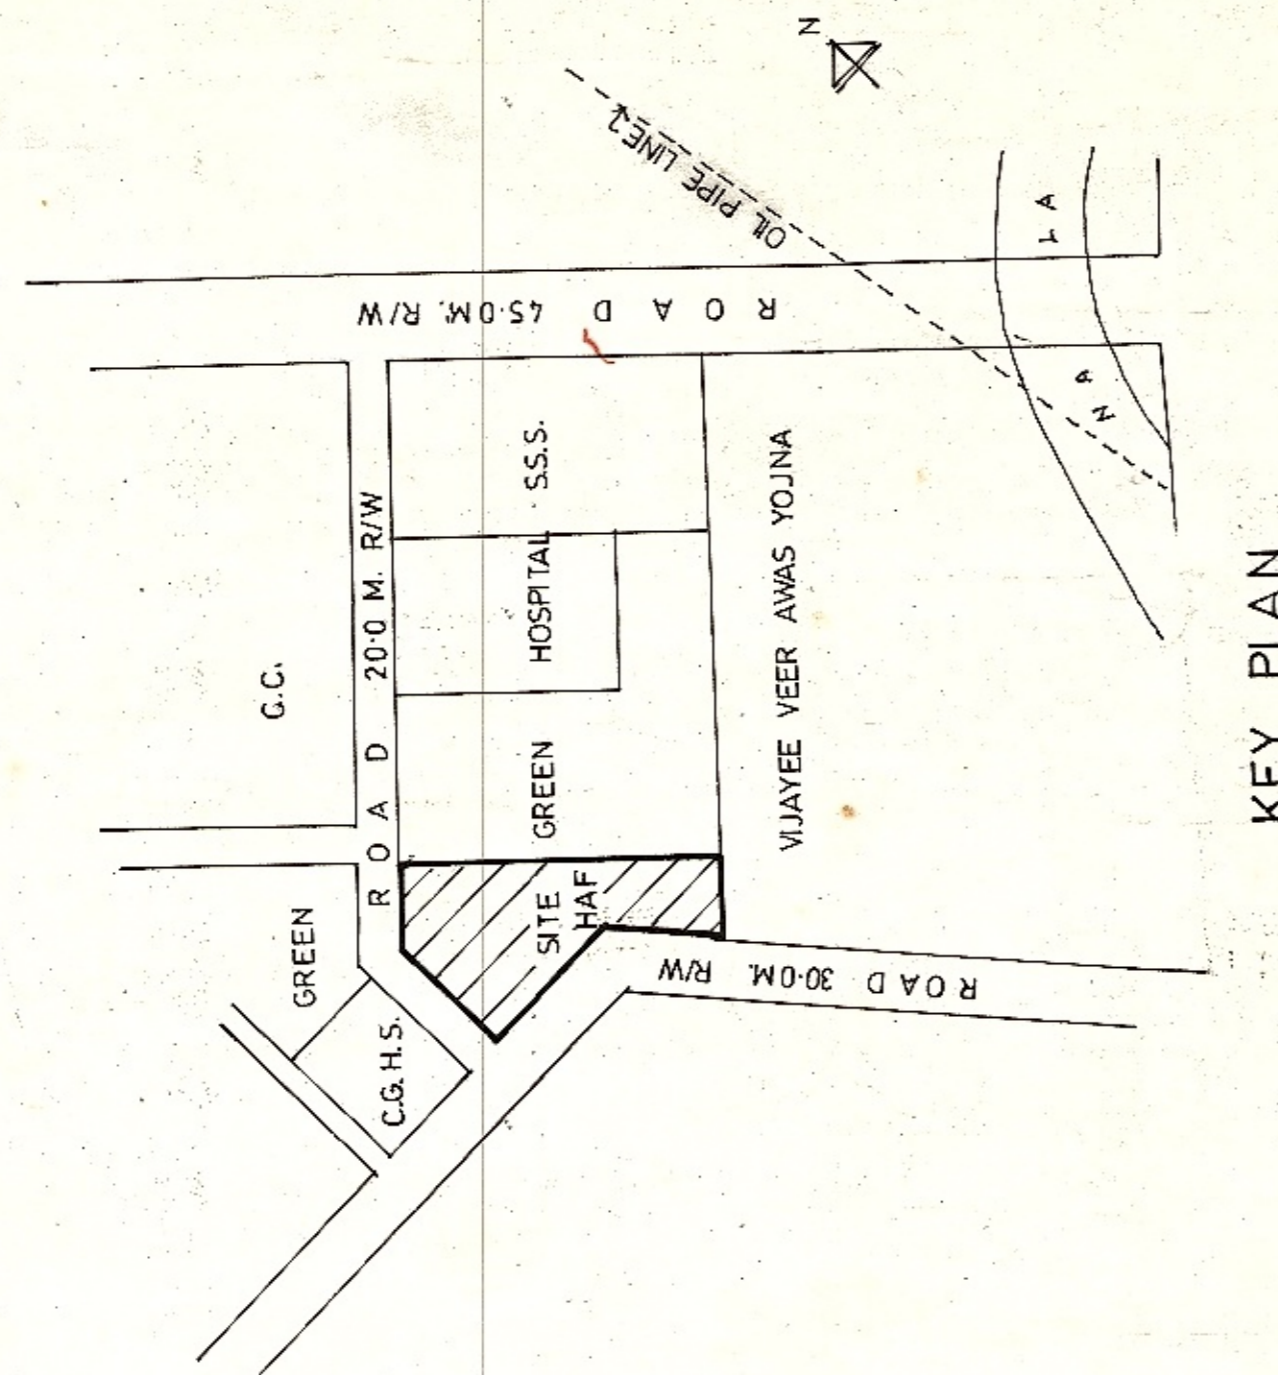 N
OIL PIPE LINE
ROAD 45.0M. R/W
NALA
S.S.S.
HOSPITAL
GREEN
ROAD 20.0 M. R/W
G.C.
VIJAYEE VEER AWAS YOJNA
SITE
HAF
GREEN
C.G.H.S.
ROAD 30.0M. R/W
KEY PLAN